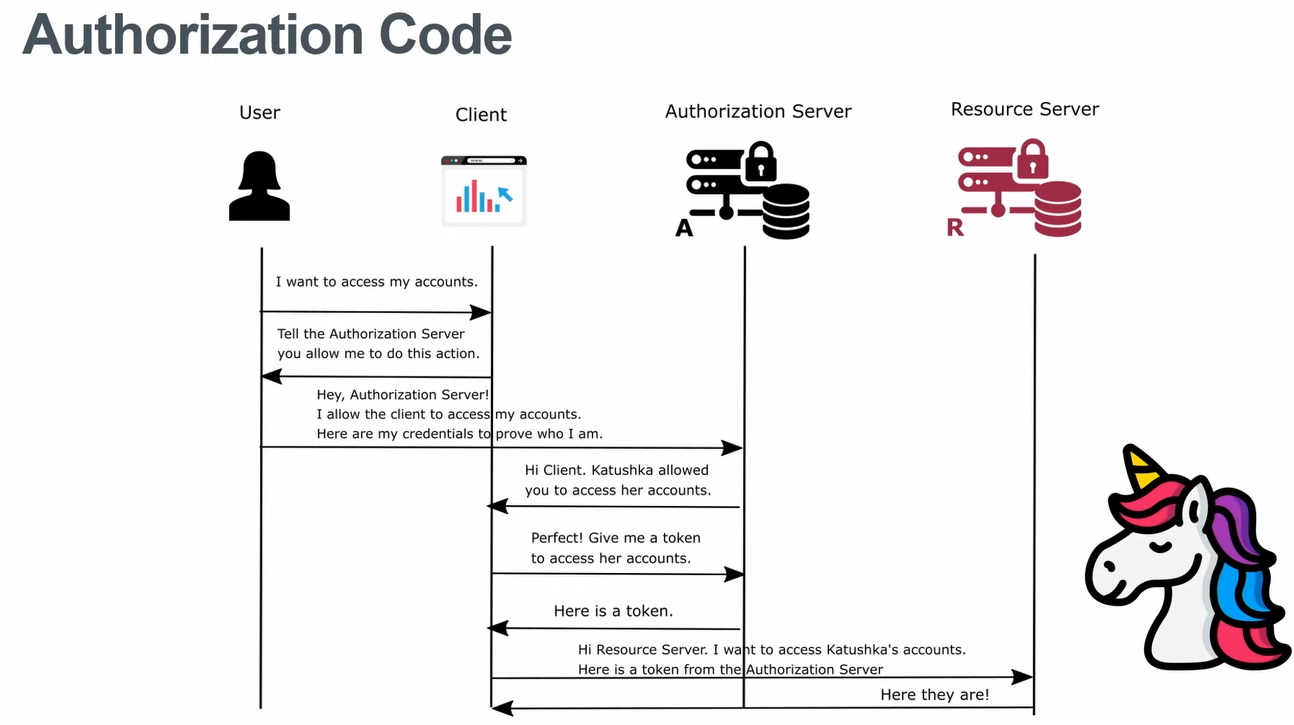 Authorization Code
User
Client
Authorization Server
Resource Server
A
R
I want to access my accounts.
Tell the Authorization Server
you allow me to do this action.
Hey, Authorization Server!
I allow the client to access my accounts.
Here are my credentials to prove who I am.
Hi Client. Katushka allowed
you to access her accounts.
Perfect! Give me a token
to access her accounts.
Here is a token.
Hi Resource Server. I want to access Katushka's accounts.
Here is a token from the Authorization Server
Here they are!